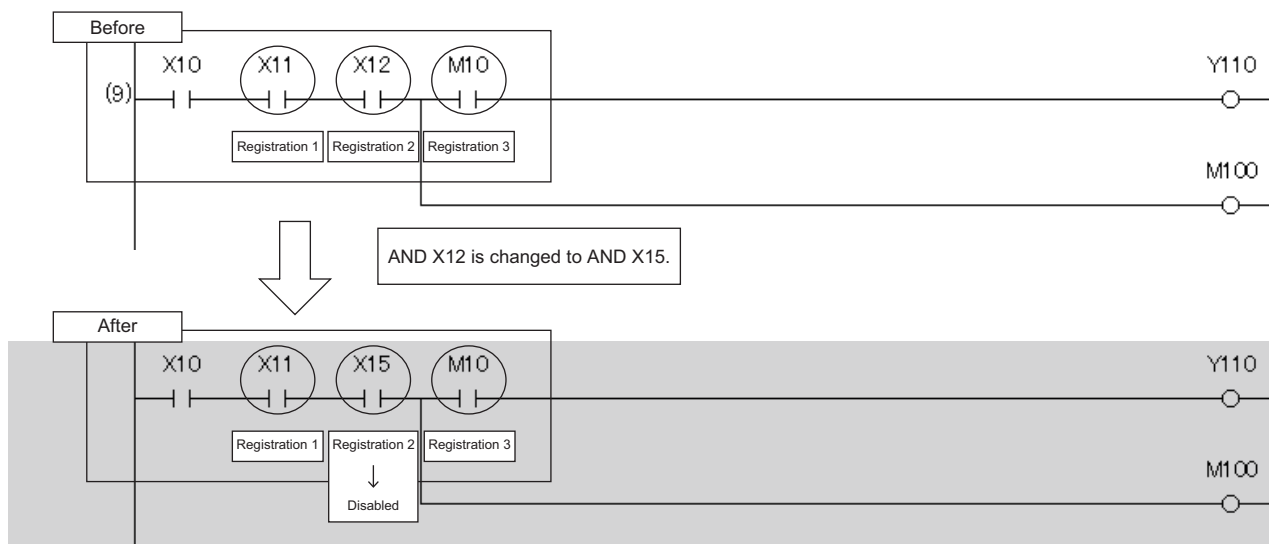 Before
X10 X11 X12 M10 Y110
(9)
Registration 1 Registration 2 Registration 3
M100
AND X12 is changed to AND X15.
After
X10 X11 X15 M10 Y110
Registration 1 Registration 2 Registration 3
↓
M100
Disabled